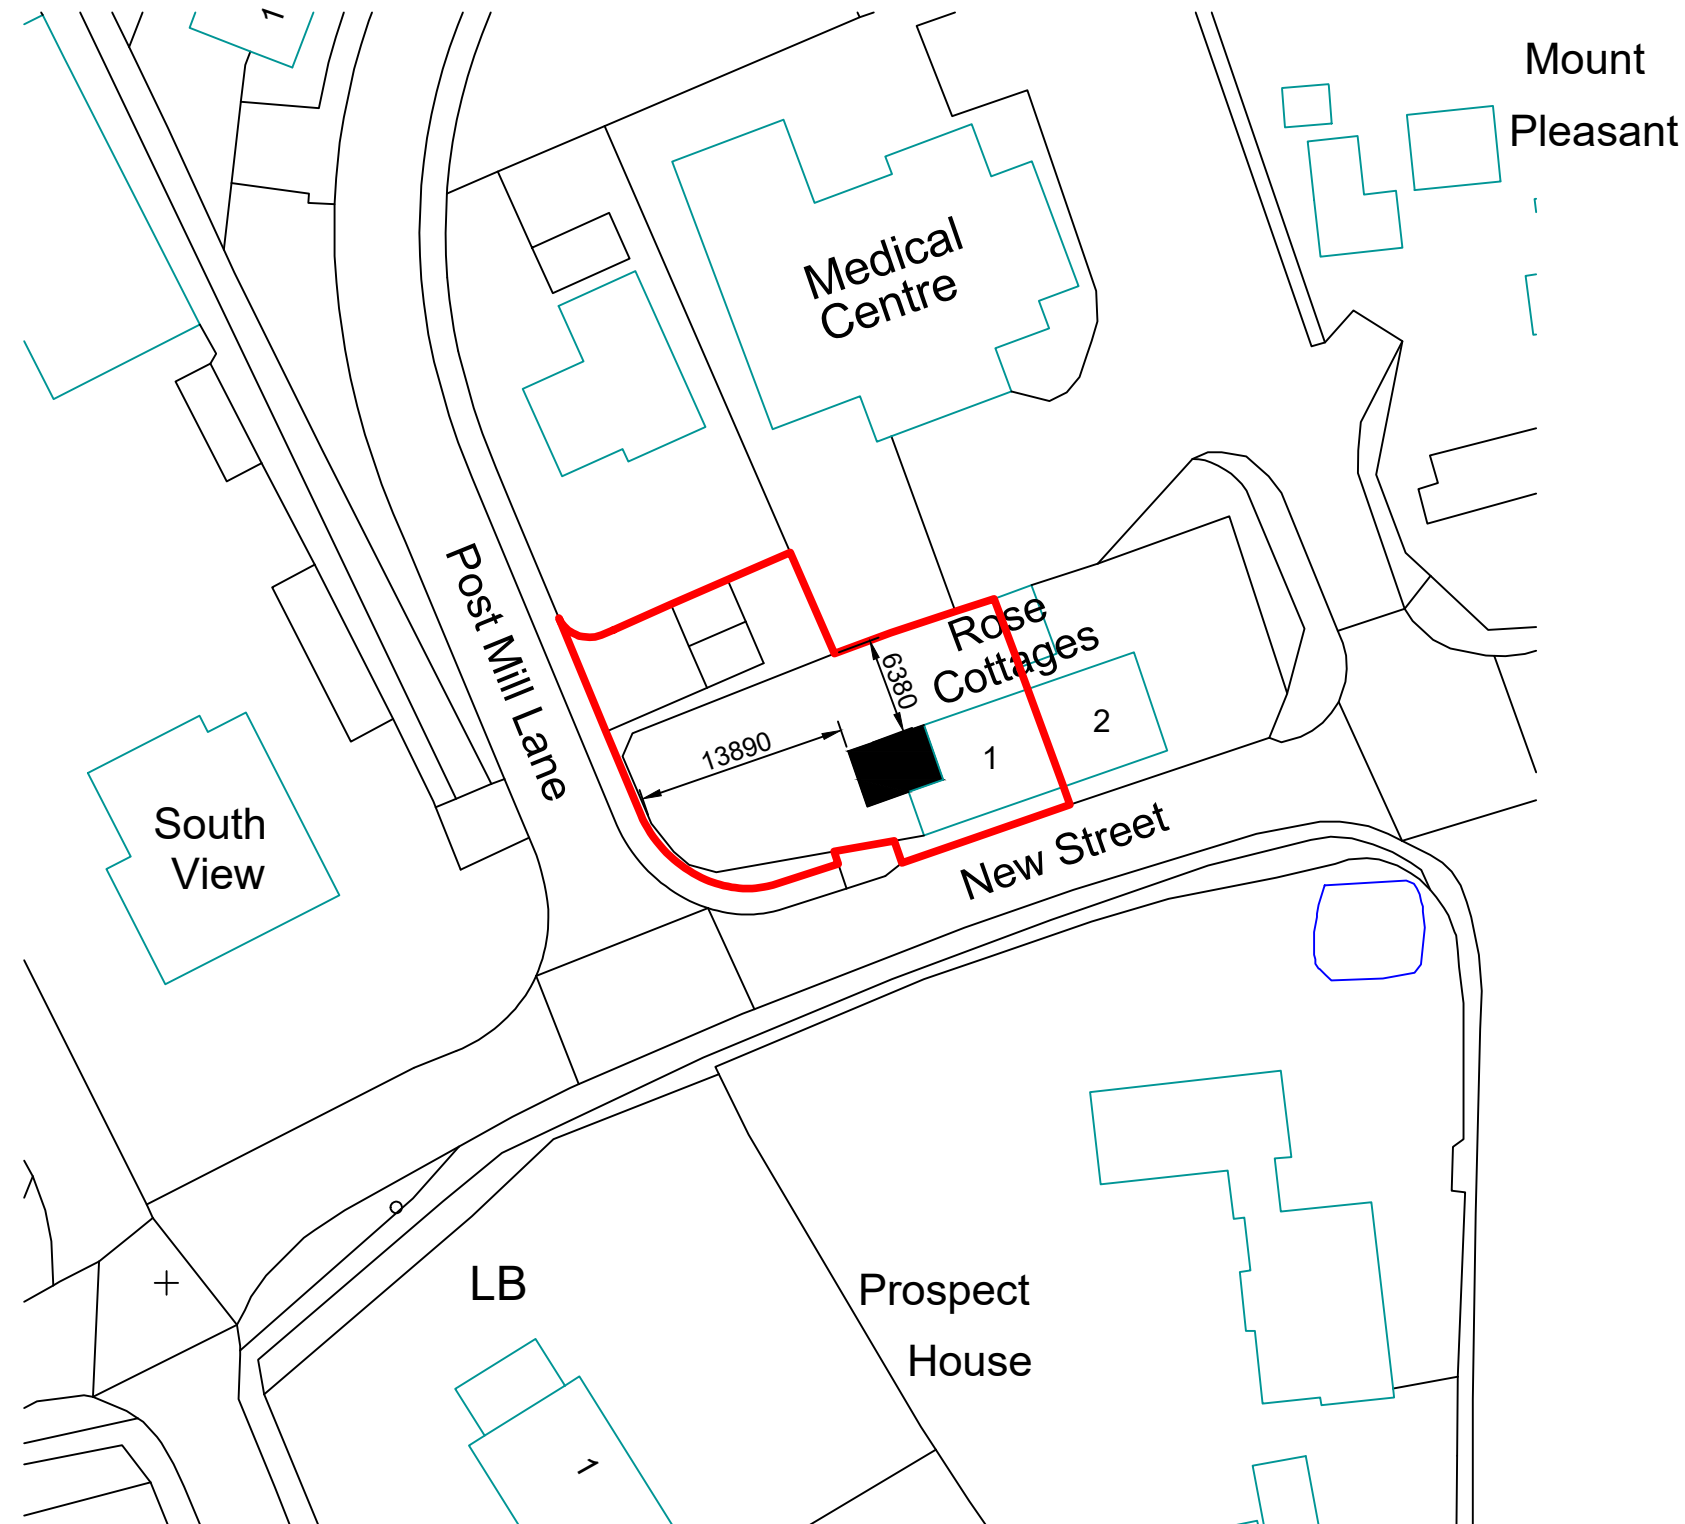 1
Mount
Pleasant
Medical
Centre
Post Mill Lane
Rose
Cottages
6380
13890
1
2
South
View
New Street
LB
Prospect
House
1